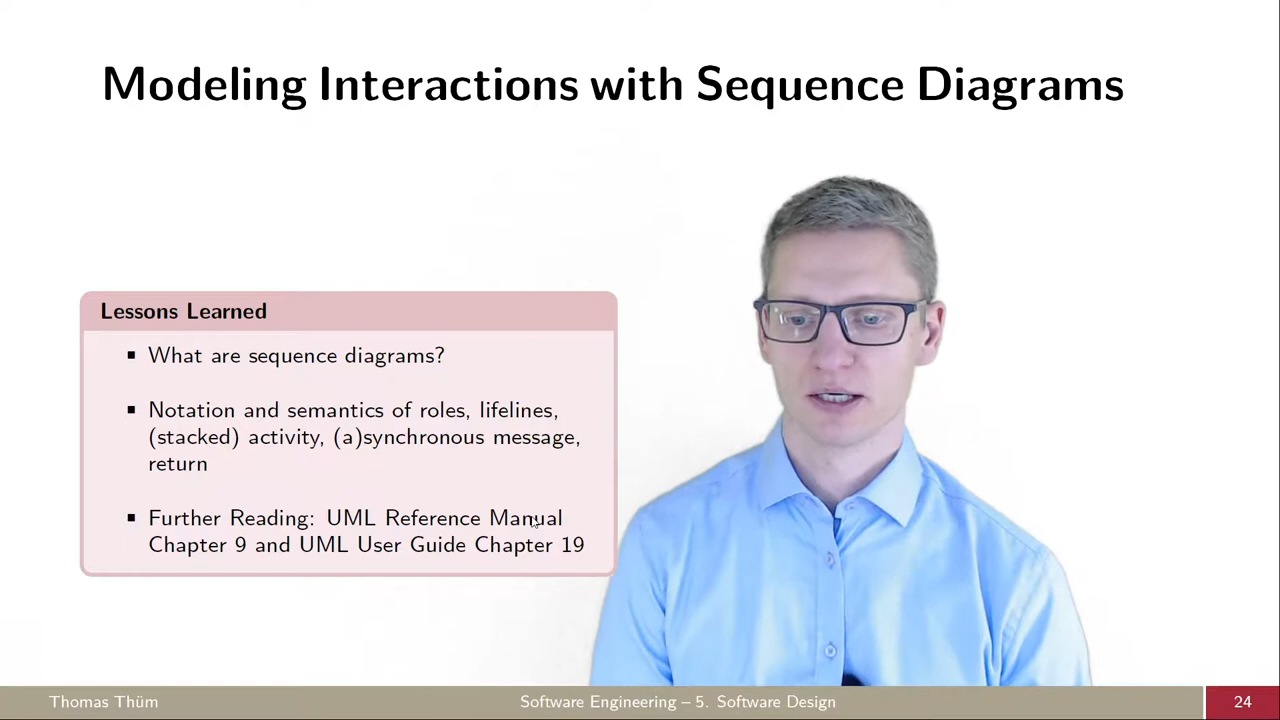 Modeling Interactions with Sequence Diagrams
Lessons Learned
▪ What are sequence diagrams?
▪ Notation and semantics of roles, lifelines,
(stacked) activity, (a)synchronous message,
return
▪ Further Reading: UML Reference Manual
Chapter 9 and UML User Guide Chapter 19
Thomas Thüm
Software Engineering – 5. Software Design
24